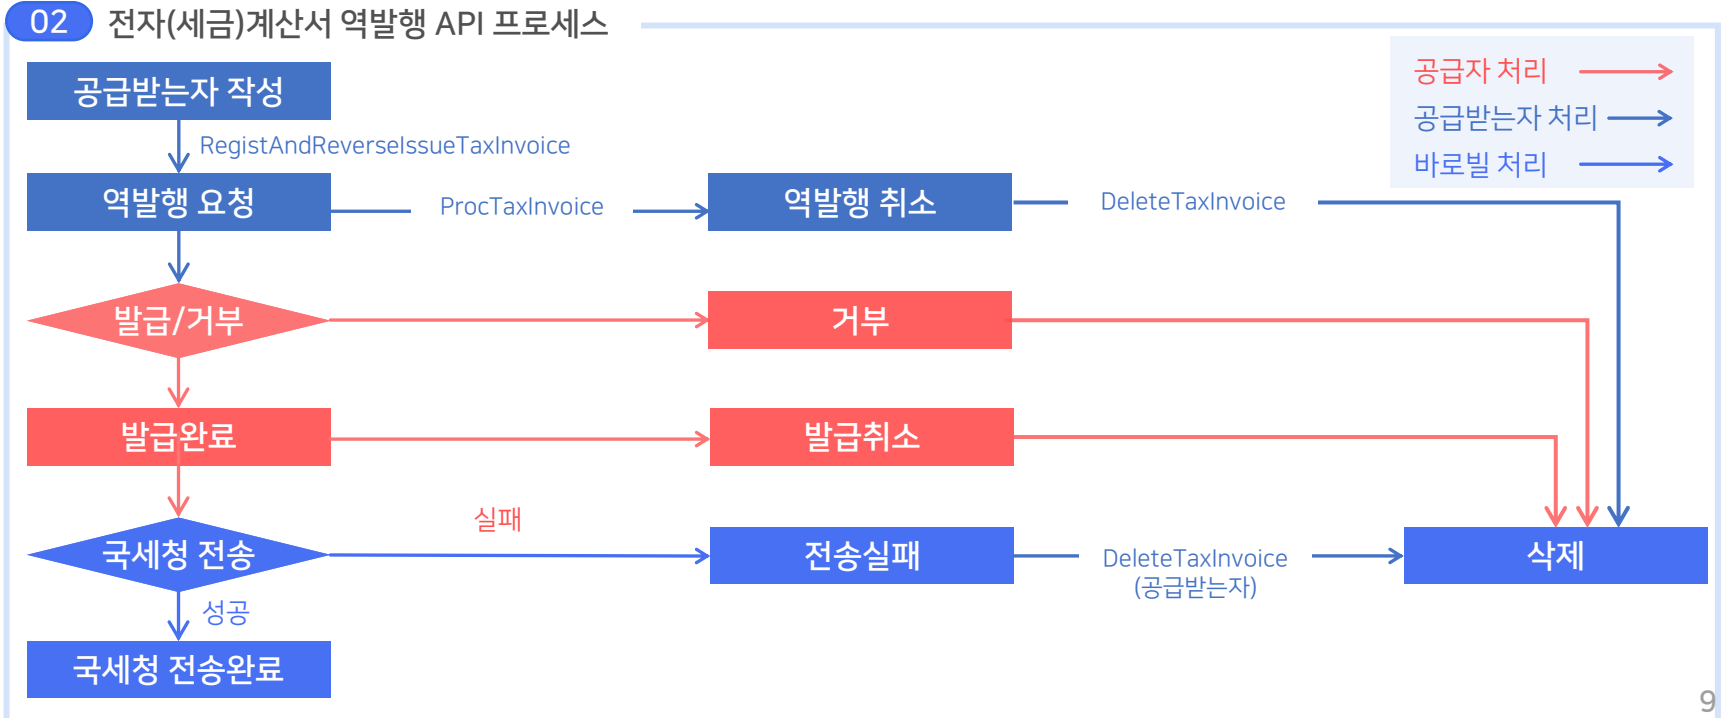 02 전자(세금)계산서 역발행 API 프로세스
공급자 처리
공급받는자 처리
바로빌 처리
공급받는자 작성
RegistAndReverseIssueTaxInvoice
역발행 요청
ProcTaxInvoice
역발행 취소
DeleteTaxInvoice
발급/거부
거부
발급완료
발급취소
국세청 전송
실패
전송실패
DeleteTaxInvoice
(공급받는자)
삭제
성공
국세청 전송완료
9